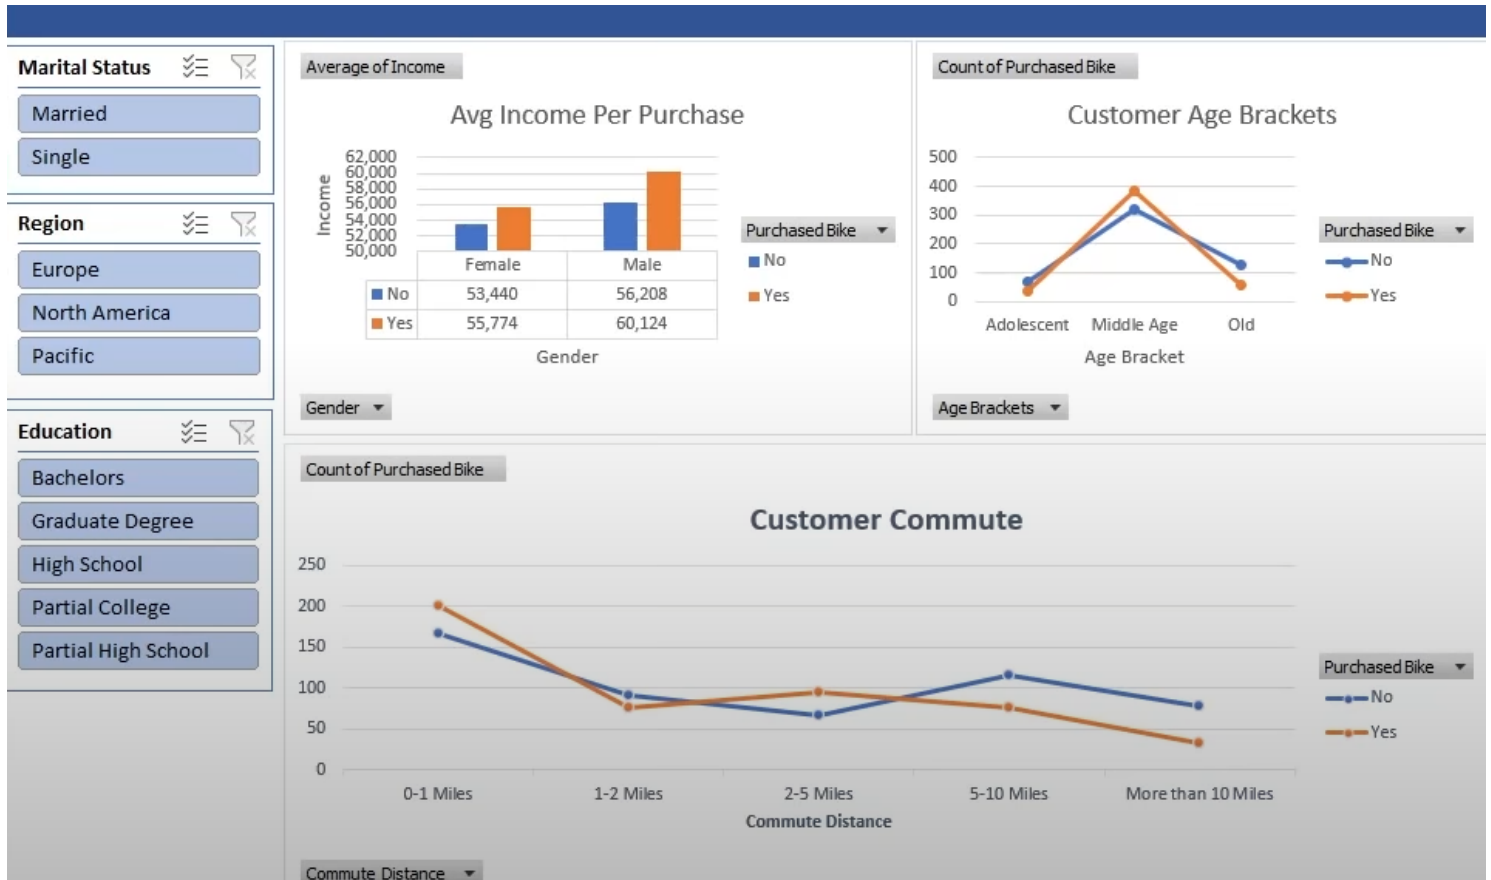 Marital Status
Married
Single
Region
Europe
North America
Pacific
Education
Bachelors
Graduate Degree
High School
Partial College
Partial High School
Average of Income
Avg Income Per Purchase
62,000
60,000
58,000
56,000
54,000
52,000
50,000
Income
Female Male
No 53,440 56,208
Yes 55,774 60,124
Gender
Purchased Bike
No
Yes
Gender
Count of Purchased Bike
Customer Age Brackets
500
400
300
200
100
0
Adolescent Middle Age Old
Age Bracket
Purchased Bike
No
Yes
Age Brackets
Count of Purchased Bike
Customer Commute
250
200
150
100
50
0
0-1 Miles 1-2 Miles 2-5 Miles 5-10 Miles More than 10 Miles
Commute Distance
Purchased Bike
No
Yes
Commute Distance